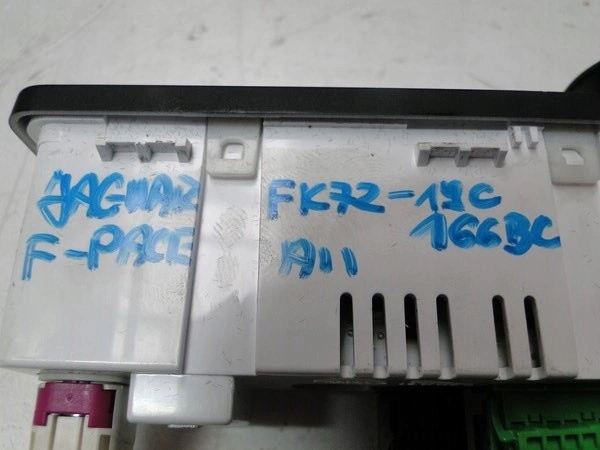 JAGUAR
F-PACE
FK72-19C
166BC
A11